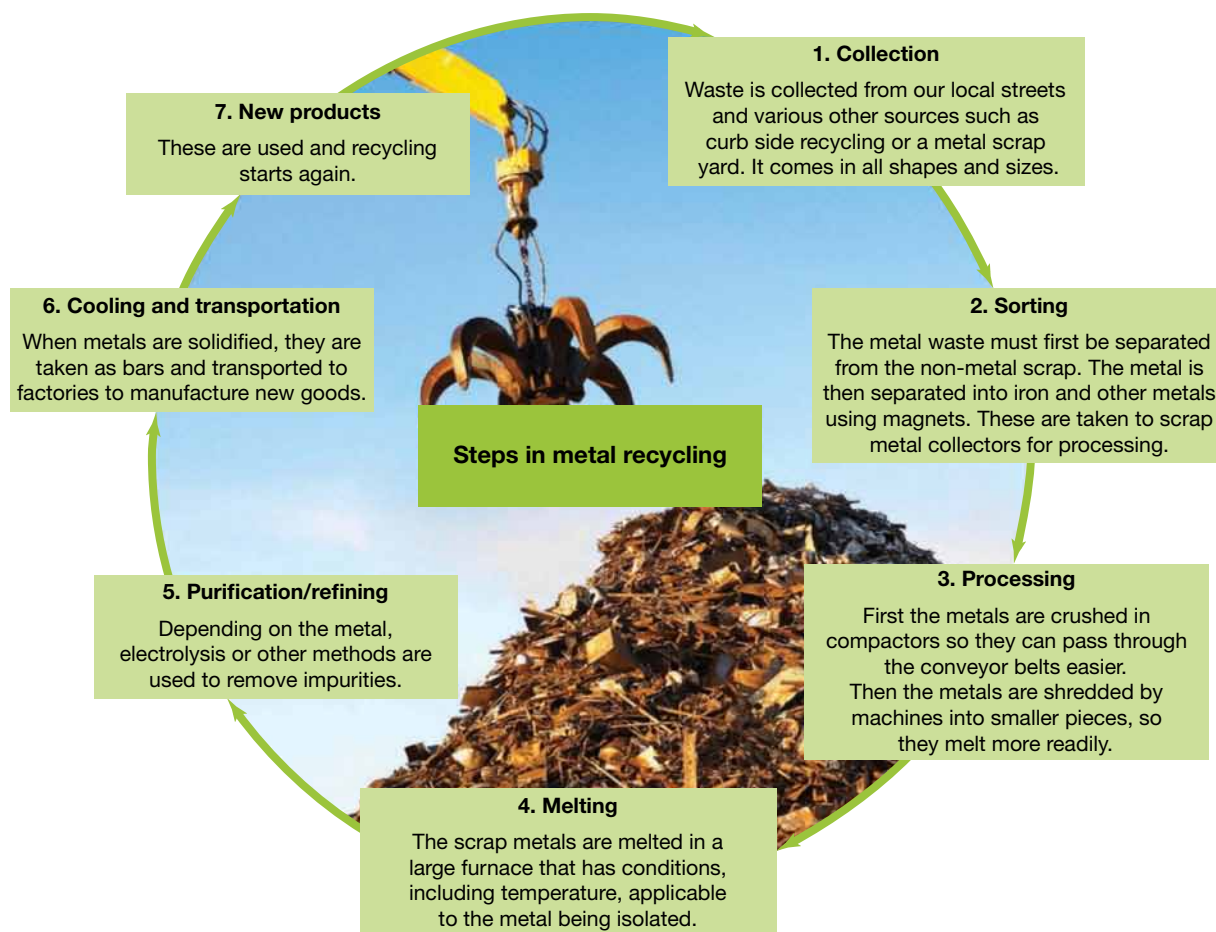 Steps in metal recycling
1. Collection
Waste is collected from our local streets
and various other sources such as
curb side recycling or a metal scrap
yard. It comes in all shapes and sizes.
2. Sorting
The metal waste must first be separated
from the non-metal scrap. The metal is
then separated into iron and other metals
using magnets. These are taken to scrap
metal collectors for processing.
3. Processing
First the metals are crushed in
compactors so they can pass through
the conveyor belts easier.
Then the metals are shredded by
machines into smaller pieces, so
they melt more readily.
4. Melting
The scrap metals are melted in a
large furnace that has conditions,
including temperature, applicable
to the metal being isolated.
5. Purification/refining
Depending on the metal,
electrolysis or other methods are
used to remove impurities.
6. Cooling and transportation
When metals are solidified, they are
taken as bars and transported to
factories to manufacture new goods.
7. New products
These are used and recycling
starts again.